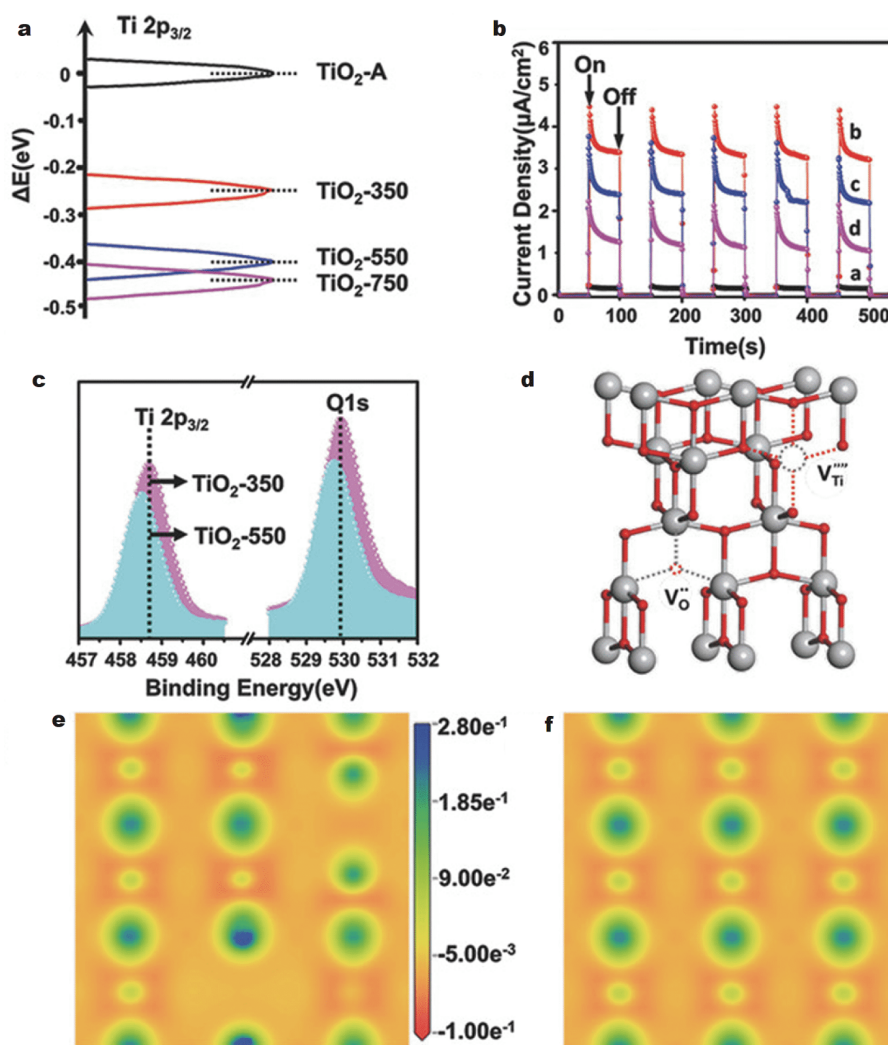 a
Ti 2p3/2
ΔE(eV)
0
-0.1
-0.2
-0.3
-0.4
-0.5
TiO2-A
TiO2-350
TiO2-550
TiO2-750
b
Current Density(μA/cm²)
6
5
4
3
2
1
0
On
Off
b
c
d
a
0 100 200 300 400 500
Time(s)
c
Ti 2p3/2
O1s
TiO2-350
TiO2-550
457 458 459 460 528 529 530 531 532
Binding Energy(eV)
d
V''''Ti
V··O
e
2.80e⁻¹
1.85e⁻¹
9.00e⁻²
-5.00e⁻³
-1.00e⁻¹
f